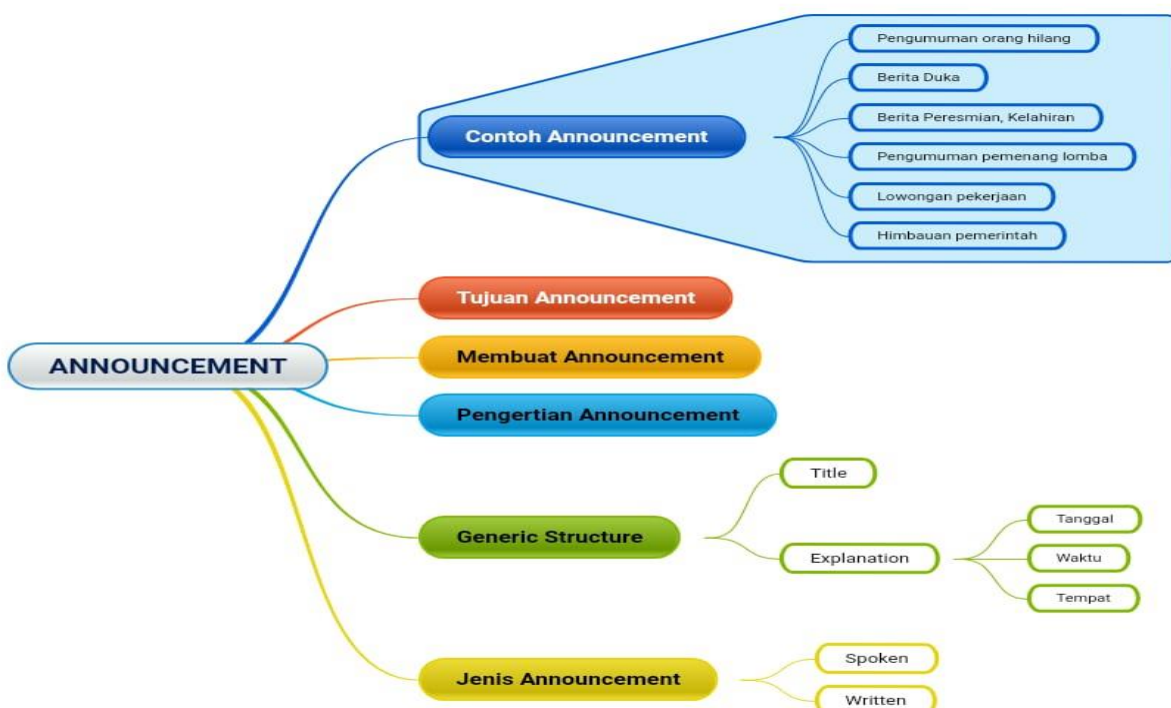 ANNOUNCEMENT
Contoh Announcement
Pengumuman orang hilang
Berita Duka
Berita Peresmian, Kelahiran
Pengumuman pemenang lomba
Lowongan pekerjaan
Himbauan pemerintah
Tujuan Announcement
Membuat Announcement
Pengertian Announcement
Generic Structure
Title
Explanation
Tanggal
Waktu
Tempat
Jenis Announcement
Spoken
Written